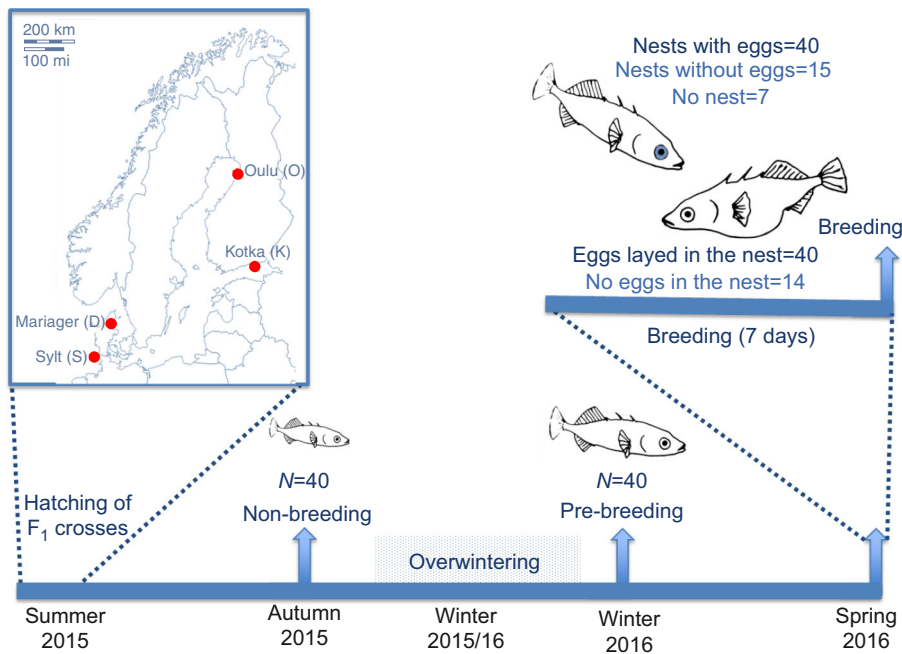 200 km
100 mi
Oulu (O)
Kotka (K)
Mariager (D)
Sylt (S)
Nests with eggs=40
Nests without eggs=15
No nest=7
Breeding
Eggs layed in the nest=40
No eggs in the nest=14
Breeding (7 days)
Hatching of
F₁ crosses
N=40
Non-breeding
N=40
Pre-breeding
Overwintering
Summer
2015
Autumn
2015
Winter
2015/16
Winter
2016
Spring
2016